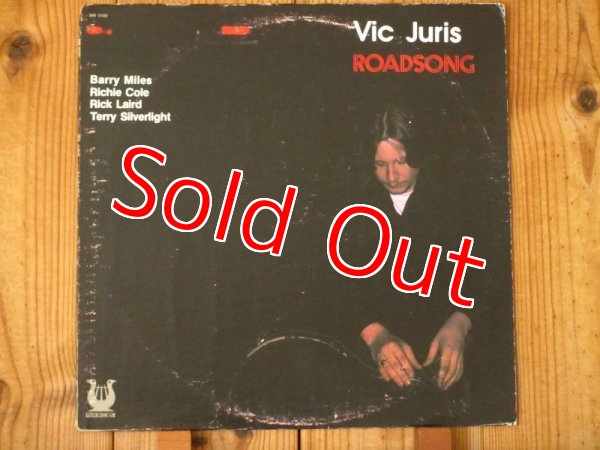 Vic Juris
ROADSONG
Barry Miles
Richie Cole
Rick Laird
Terry Silverlight
Sold Out